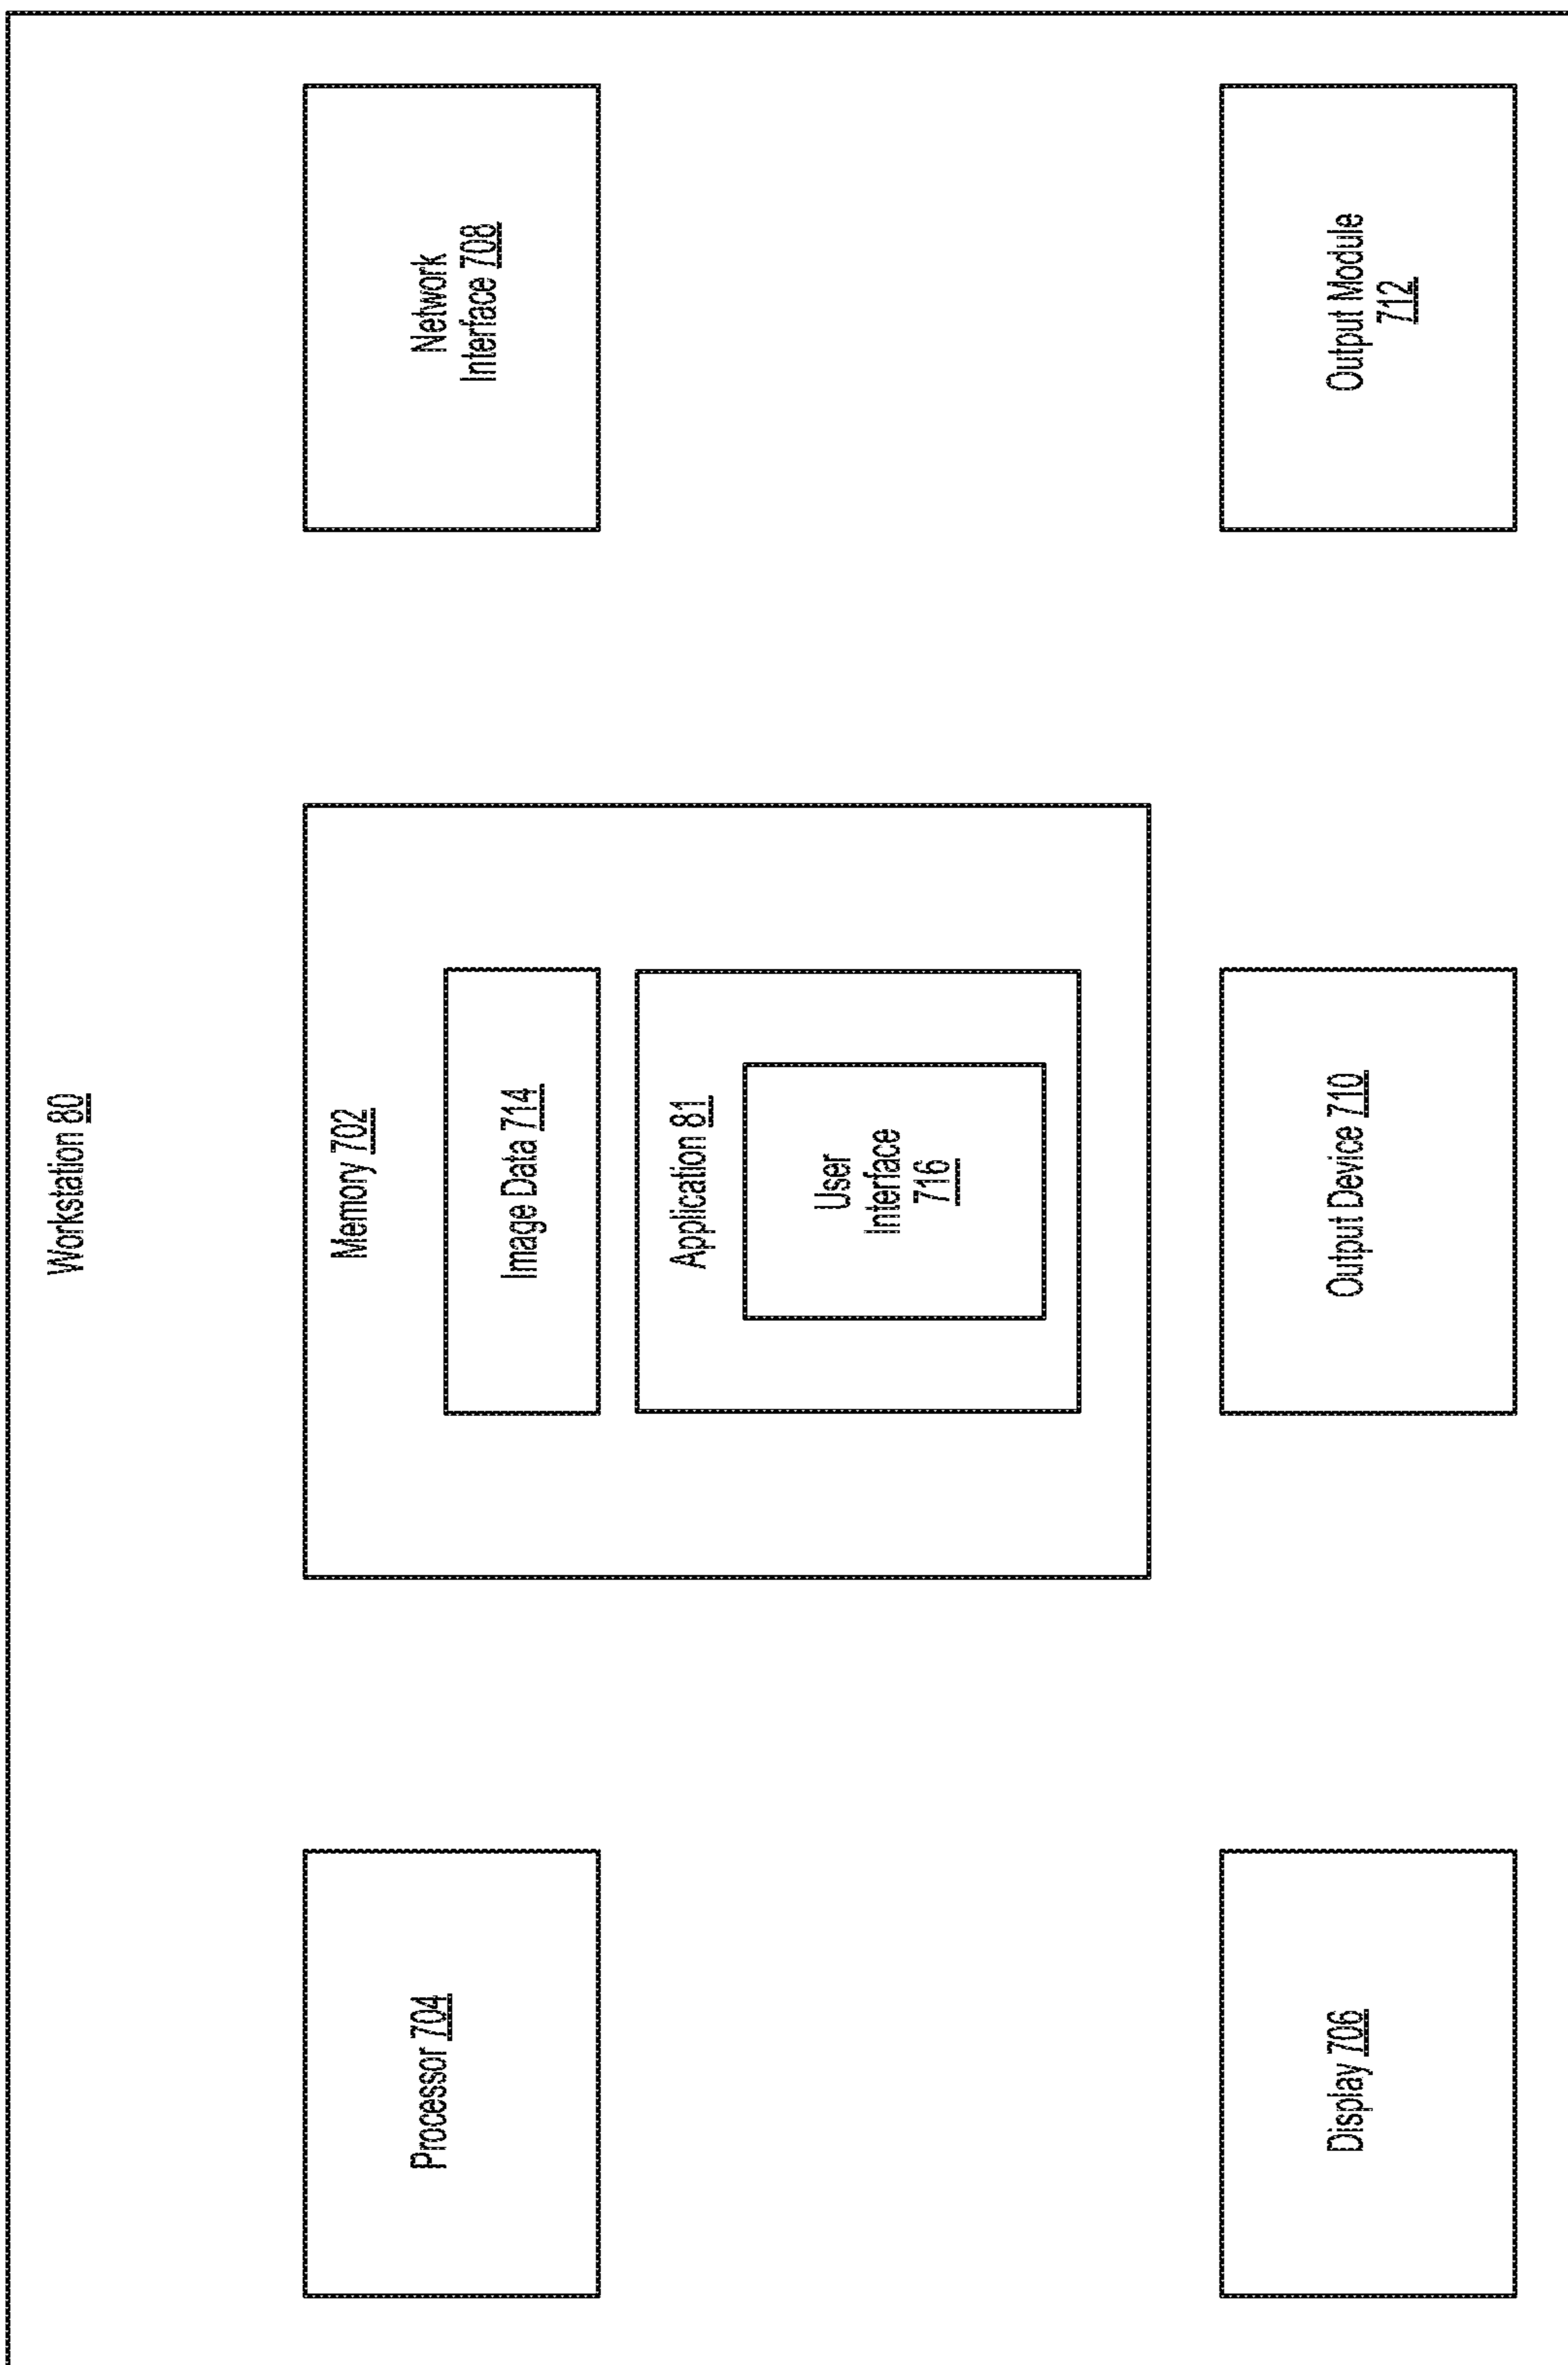 Workstation 80
Processor 704
Memory 702
Image Data 714
Application 81
User
Interface
716
Network
Interface 708
Display 706
Output Device 710
Output Module
712